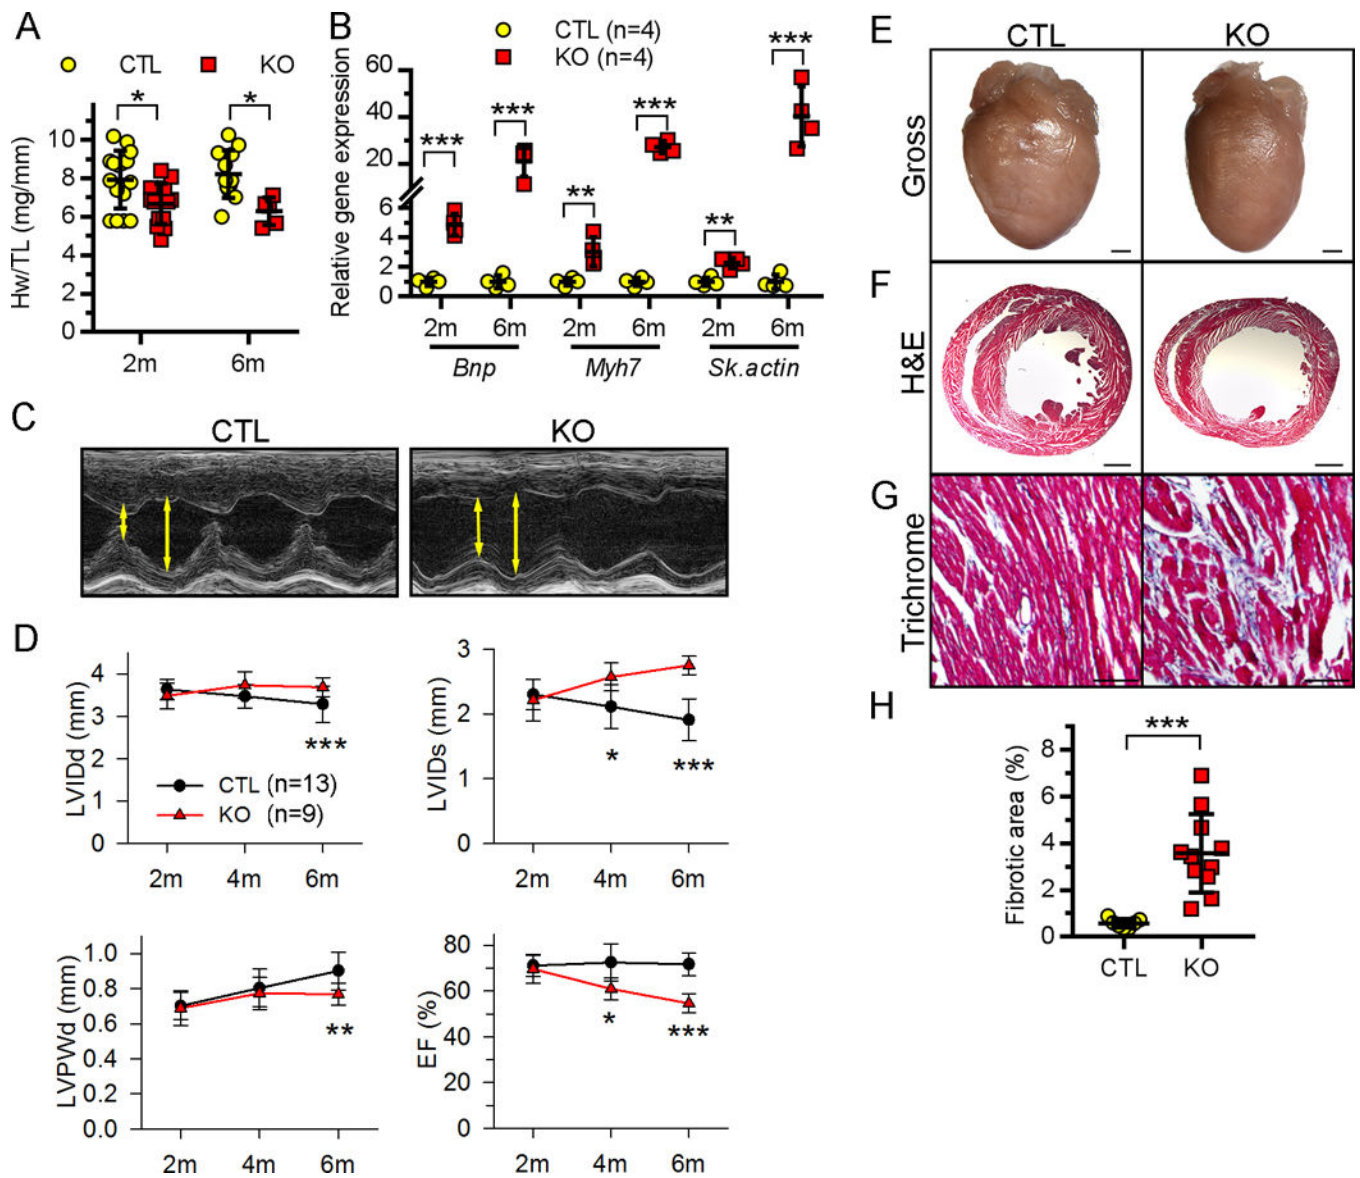 A
CTL KO
Hw/TL (mg/mm)
10
8
6
4
2
0
* *
2m 6m
B
CTL (n=4)
KO (n=4)
Relative gene expression
60
40
20
6
4
2
0
*** *** ** *** ** ***
2m 6m 2m 6m 2m 6m
Bnp Myh7 Sk.actin
C
CTL KO
D
LVIDd (mm)
4
3
2
1
0
***
CTL (n=13)
KO (n=9)
2m 4m 6m
LVIDs (mm)
3
2
1
0
* ***
2m 4m 6m
LVPWd (mm)
1.0
0.8
0.6
0.4
0.2
0.0
**
2m 4m 6m
EF (%)
80
60
40
20
0
* ***
2m 4m 6m
E
CTL KO
Gross
F
H&E
G
Trichrome
H
Fibrotic area (%)
8
6
4
2
0
***
CTL KO